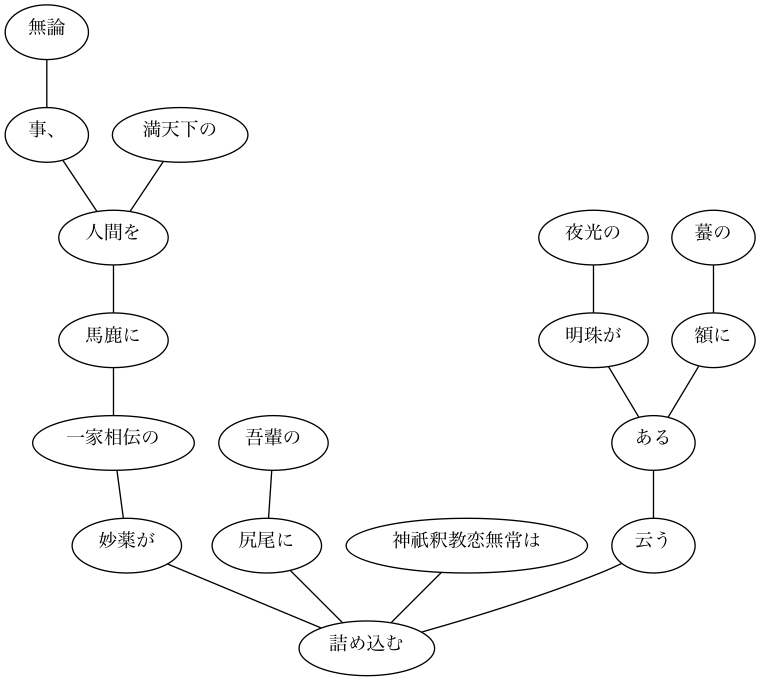 無論
事、
満天下の
人間を
夜光の
蟇の
馬鹿に
明珠が
額に
一家相伝の
吾輩の
ある
妙薬が
尻尾に
神祇釈教恋無常は
云う
詰め込む